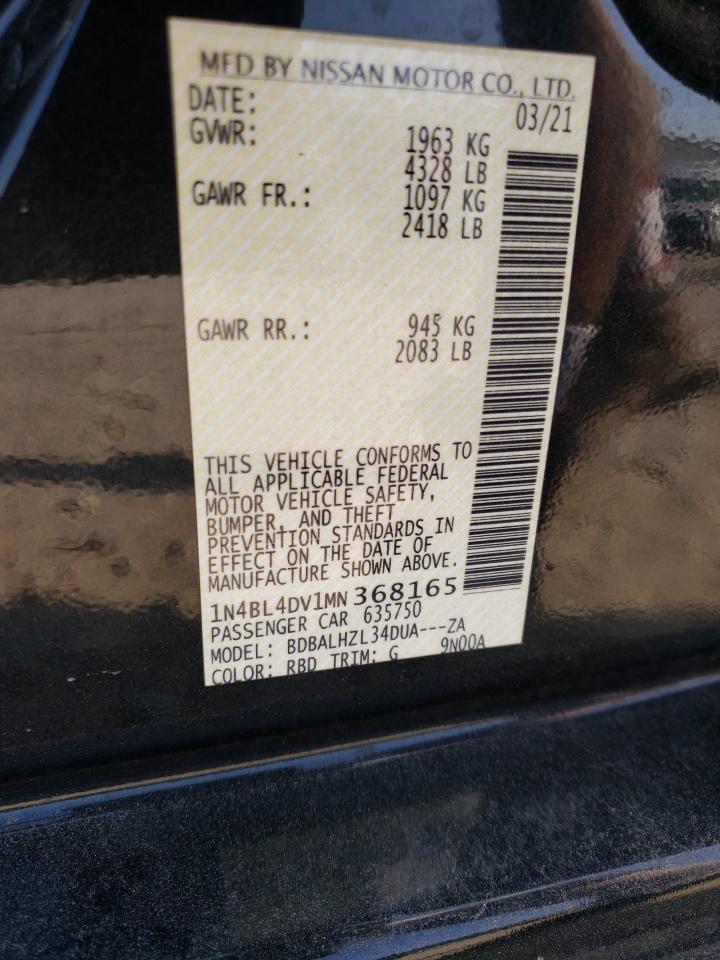 MFD BY NISSAN MOTOR CO., LTD.
DATE: 03/21
GVWR: 1963 KG
4328 LB
GAWR FR.: 1097 KG
2418 LB
GAWR RR.: 945 KG
2083 LB
THIS VEHICLE CONFORMS TO
ALL APPLICABLE FEDERAL
MOTOR VEHICLE SAFETY,
BUMPER, AND THEFT
PREVENTION STANDARDS IN
EFFECT ON THE DATE OF
MANUFACTURE SHOWN ABOVE.
1N4BL4DV1MN368165
PASSENGER CAR 635750
MODEL: BDBALHZL34DUA---ZA
COLOR: RBD TRIM: G 9N00A